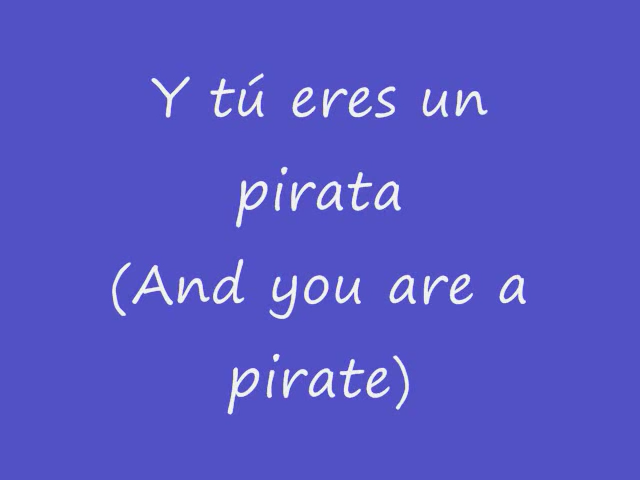 Y tú eres un
pirata
(And you are a
pirate)